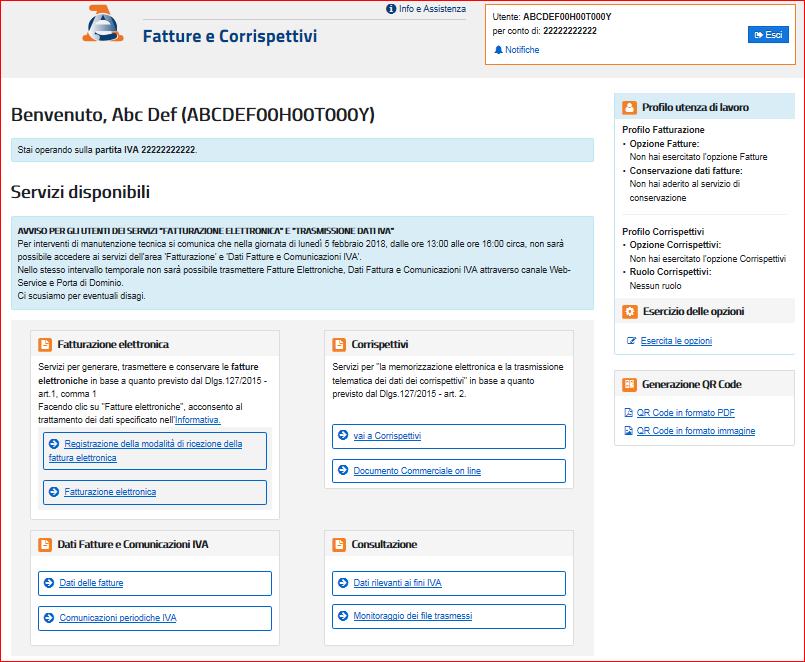 Info e Assistenza
Fatture e Corrispettivi
Utente: ABCDEF00H00T000Y
per conto di: 22222222222
Esci
Notifiche
Benvenuto, Abc Def (ABCDEF00H00T000Y)
Stai operando sulla partita IVA 22222222222.
Servizi disponibili
AVVISO PER GLI UTENTI DEI SERVIZI "FATTURAZIONE ELETTRONICA" E "TRASMISSIONE DATI IVA"
Per interventi di manutenzione tecnica si comunica che nella giornata di lunedì 5 febbraio 2018, dalle ore 13:00 alle ore 16:00 circa, non sarà
possibile accedere ai servizi dell'area 'Fatturazione' e 'Dati Fatture e Comunicazioni IVA'.
Nello stesso intervallo temporale non sarà possibile trasmettere Fatture Elettroniche, Dati Fattura e Comunicazioni IVA attraverso canale Web-
Service e Porta di Dominio.
Ci scusiamo per eventuali disagi.
Fatturazione elettronica
Servizi per generare, trasmettere e conservare le fatture
elettroniche in base a quanto previsto dal Dlgs.127/2015 -
art.1, comma 1
Facendo clic su "Fatture elettroniche", acconsento al
trattamento dei dati specificato nell'Informativa.
Registrazione della modalità di ricezione della
fattura elettronica
Fatturazione elettronica
Corrispettivi
Servizi per "la memorizzazione elettronica e la trasmissione
telematica dei dati dei corrispettivi" in base a quanto
previsto dal Dlgs.127/2015 - art. 2.
vai a Corrispettivi
Documento Commerciale on line
Dati Fatture e Comunicazioni IVA
Dati delle fatture
Comunicazioni periodiche IVA
Consultazione
Dati rilevanti ai fini IVA
Monitoraggio dei file trasmessi
Profilo utenza di lavoro
Profilo Fatturazione
• Opzione Fatture:
Non hai esercitato l'opzione Fatture
• Conservazione dati fatture:
Non hai aderito al servizio di
conservazione
Profilo Corrispettivi
• Opzione Corrispettivi:
Non hai esercitato l'opzione Corrispettivi
• Ruolo Corrispettivi:
Nessun ruolo
Esercizio delle opzioni
Esercita le opzioni
Generazione QR Code
QR Code in formato PDF
QR Code in formato immagine